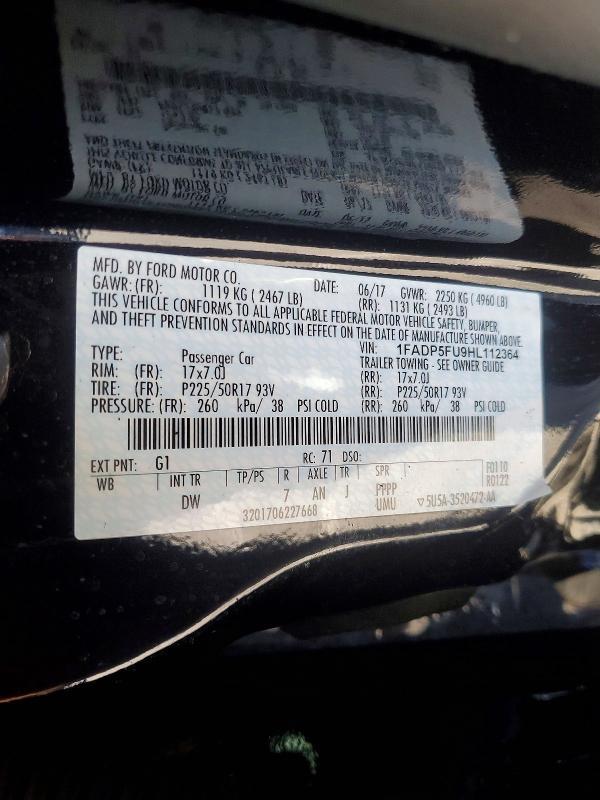 MFD. BY FORD MOTOR CO.
DATE: 06/17 GVWR: 2250 KG ( 4960 LB)
GAWR: (FR): 1119 KG ( 2467 LB) (RR): 1131 KG ( 2493 LB)
THIS VEHICLE CONFORMS TO ALL APPLICABLE FEDERAL MOTOR VEHICLE SAFETY, BUMPER,
AND THEFT PREVENTION STANDARDS IN EFFECT ON THE DATE OF MANUFACTURE SHOWN ABOVE.
VIN: 1FADP5FU9HL112364
TYPE: Passenger Car TRAILER TOWING - SEE OWNER GUIDE
RIM: (FR): 17x7.0J (RR): 17x7.0J
TIRE: (FR): P225/50R17 93V (RR): P225/50R17 93V
PRESSURE: (FR): 260 kPa/ 38 PSI COLD (RR): 260 kPa/ 38 PSI COLD
EXT PNT: G1 RC: 71 DSO: F0110
WB INT TR TP/PS R AXLE TR SPR R0122
DW 7 AN J PPPP
3201706227668 UMU ▽5U5A-3520472-AA